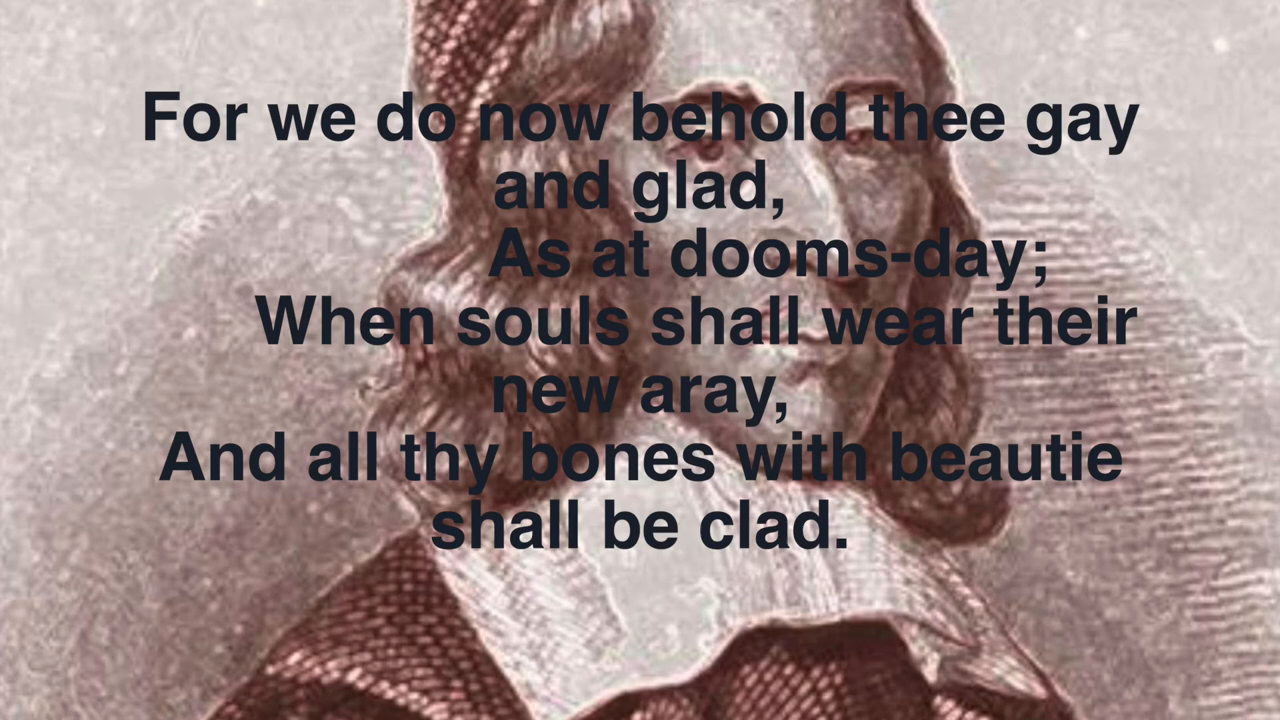 For we do now behold thee gay
and glad,
As at dooms-day;
When souls shall wear their
new aray,
And all thy bones with beautie
shall be clad.